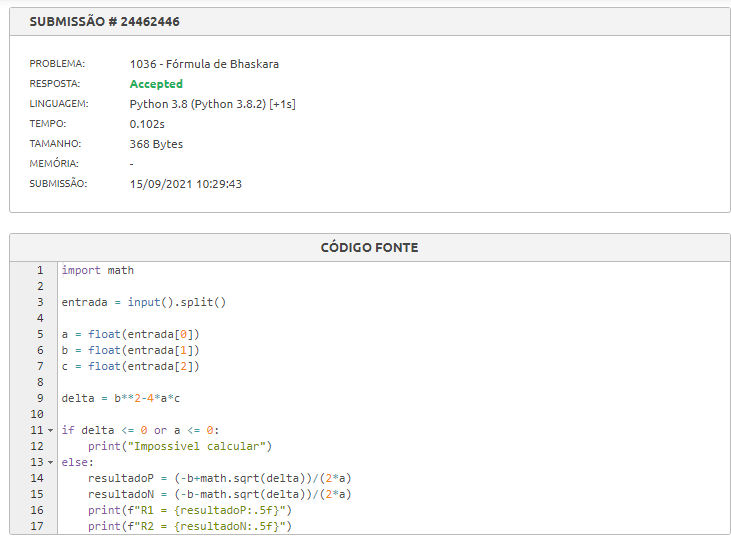 SUBMISSÃO # 24462446
PROBLEMA: 1036 - Fórmula de Bhaskara
RESPOSTA: Accepted
LINGUAGEM: Python 3.8 (Python 3.8.2) [+1s]
TEMPO: 0.102s
TAMANHO: 368 Bytes
MEMÓRIA: -
SUBMISSÃO: 15/09/2021 10:29:43
CÓDIGO FONTE
1 import math
2
3 entrada = input().split()
4
5 a = float(entrada[0])
6 b = float(entrada[1])
7 c = float(entrada[2])
8
9 delta = b**2-4*a*c
10
11 if delta <= 0 or a <= 0:
12     print("Impossivel calcular")
13 else:
14     resultadoP = (-b+math.sqrt(delta))/(2*a)
15     resultadoN = (-b-math.sqrt(delta))/(2*a)
16     print(f"R1 = {resultadoP:.5f}")
17     print(f"R2 = {resultadoN:.5f}")